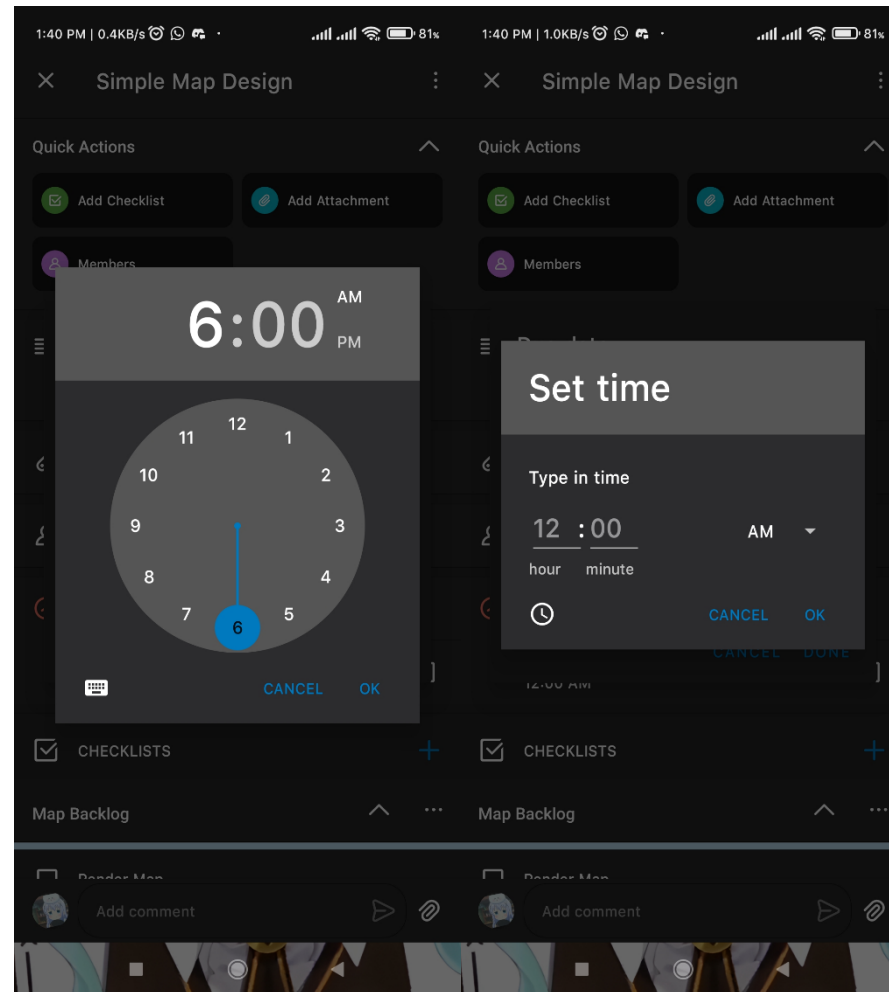 1:40 PM | 0.4KB/s
81%
Simple Map Design
Quick Actions
Add Checklist
Add Attachment
Members
6:00
AM
PM
12
1
2
3
4
5
6
7
8
9
10
11
CANCEL
OK
CHECKLISTS
Map Backlog
Render Map
Add comment
1:40 PM | 1.0KB/s
81%
Simple Map Design
Quick Actions
Add Checklist
Add Attachment
Members
Set time
Type in time
12 : 00
AM
hour minute
CANCEL
OK
CANCEL
DONE
12:00 AM
CHECKLISTS
Map Backlog
Render Map
Add comment